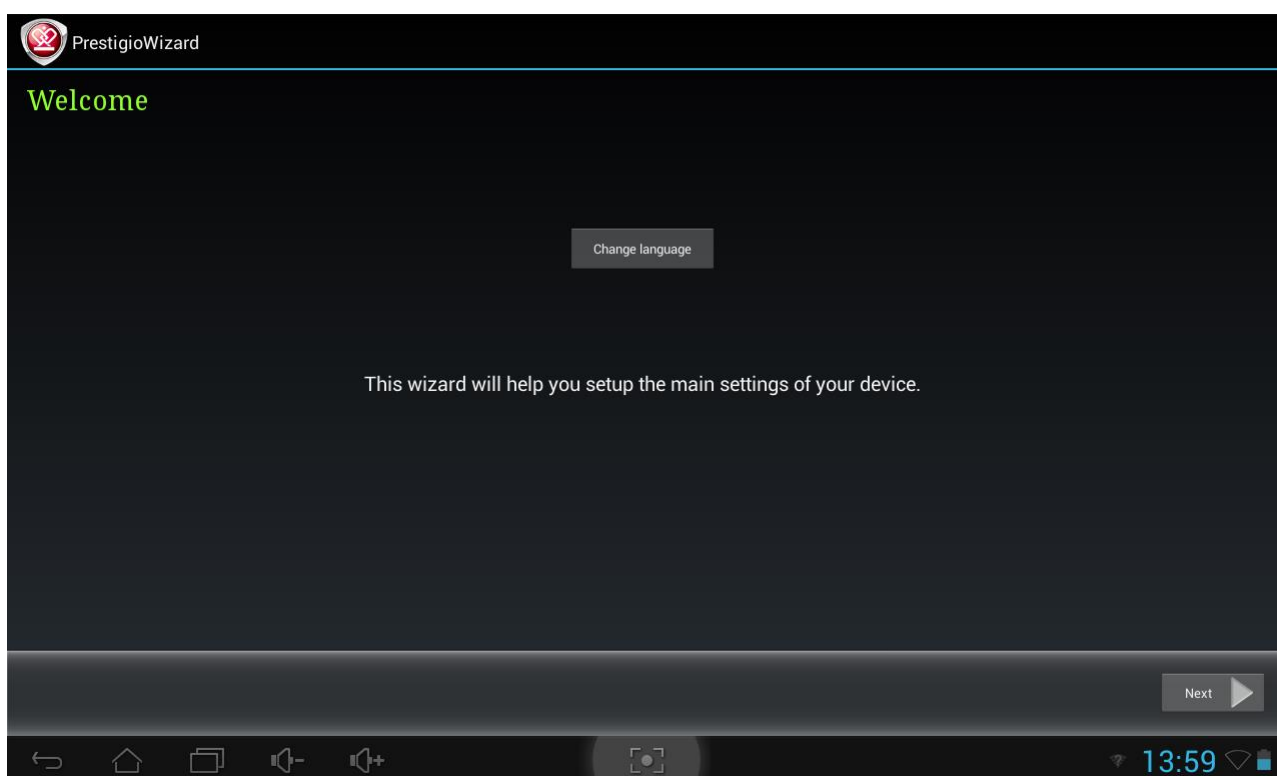 PrestigioWizard
Welcome
Change language
This wizard will help you setup the main settings of your device.
Next
13:59